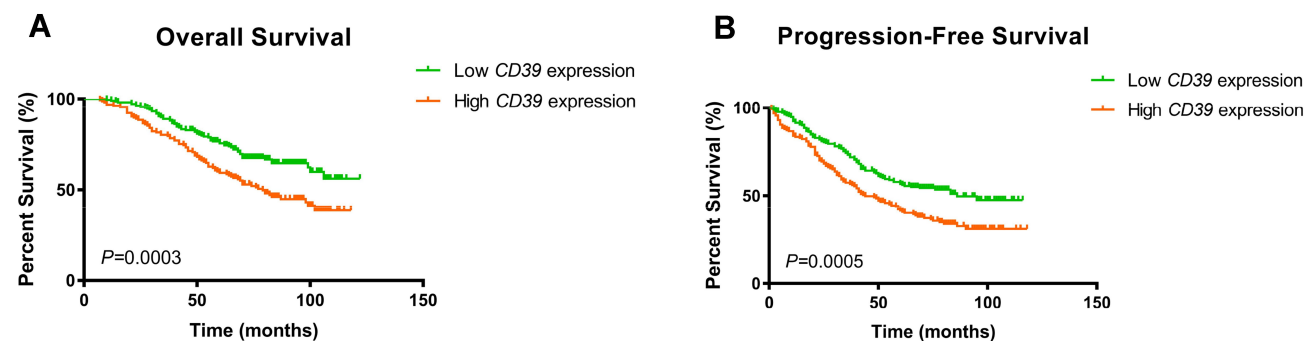 A
Overall Survival
Low CD39 expression
High CD39 expression
Percent Survival (%)
100
50
0
P=0.0003
0
50
100
150
Time (months)
B
Progression-Free Survival
Low CD39 expression
High CD39 expression
Percent Survival (%)
100
50
0
P=0.0005
0
50
100
150
Time (months)